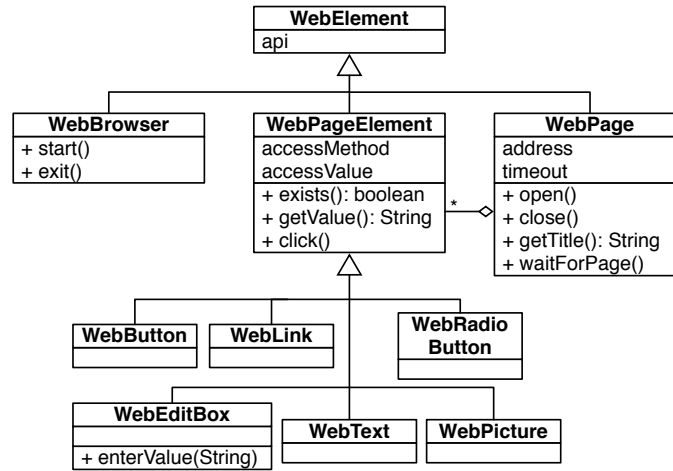 WebElement
api
WebBrowser
+ start()
+ exit()
WebPageElement
accessMethod
accessValue
+ exists(): boolean
+ getValue(): String
+ click()
WebPage
address
timeout
+ open()
+ close()
+ getTitle(): String
+ waitForPage()
*
WebButton
WebLink
WebRadio
Button
WebEditBox
+ enterValue(String)
WebText
WebPicture